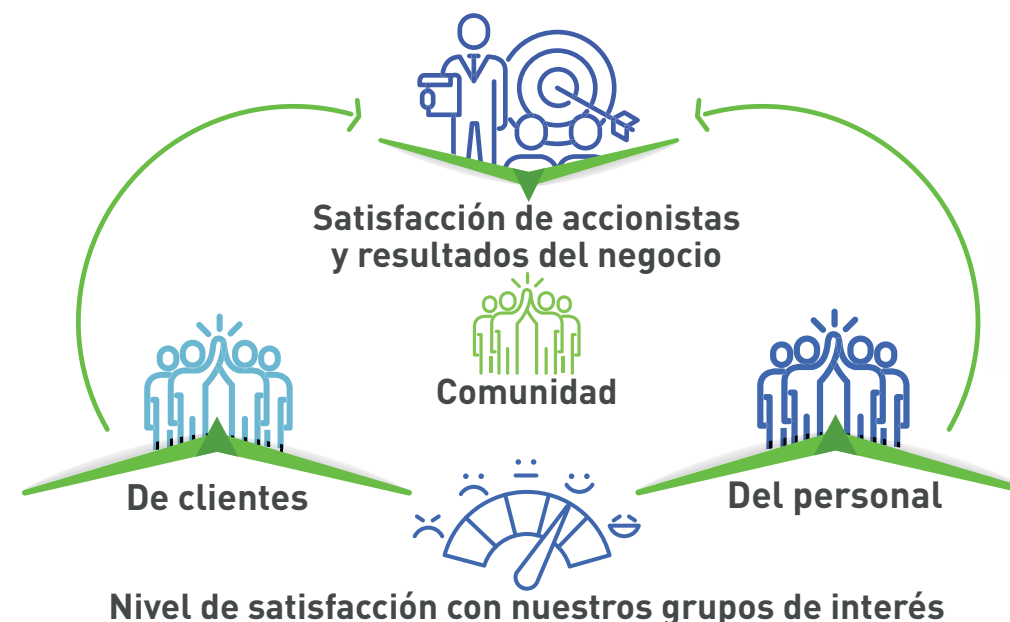 Satisfacción de accionistas
y resultados del negocio
Comunidad
De clientes
Del personal
Nivel de satisfacción con nuestros grupos de interés